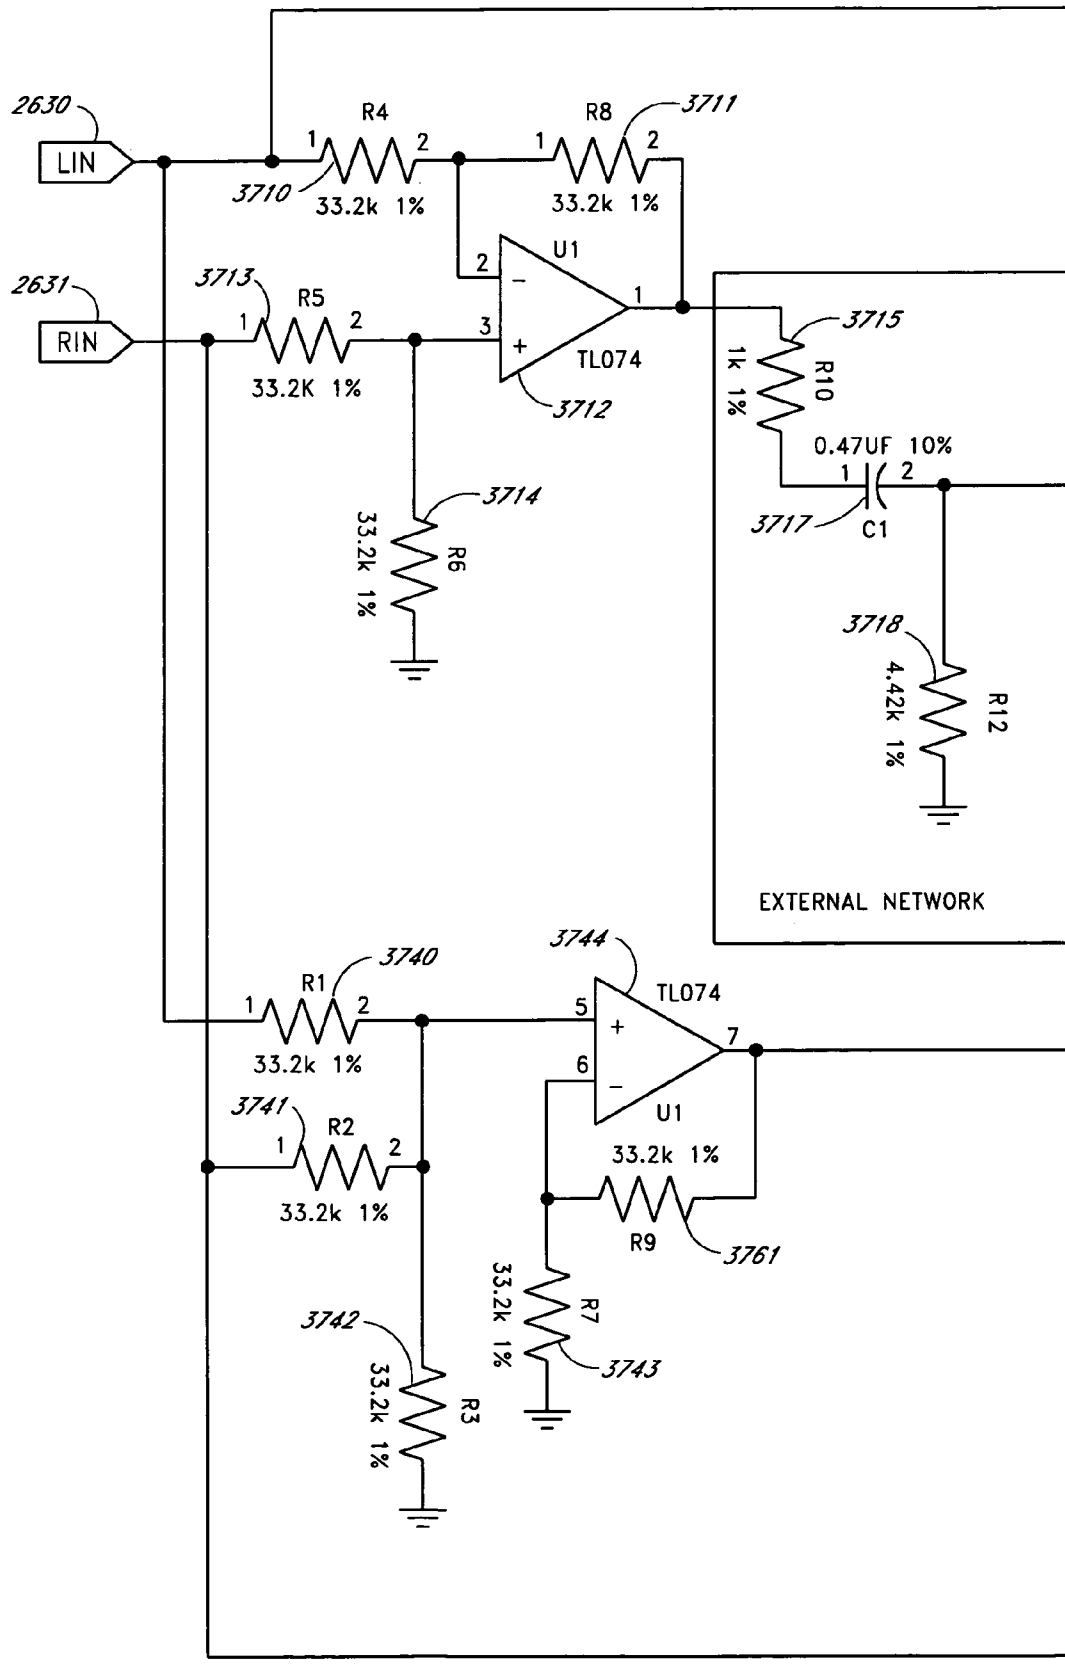 2630
LIN
R4
1
2
3710
33.2k 1%
R8
3711
1
2
33.2k 1%
2631
RIN
3713
R5
1
2
33.2K 1%
U1
2
−
3
+
1
TL074
3712
3715
R10
1k 1%
0.47UF 10%
1
2
3717
C1
3714
R6
33.2k 1%
3718
R12
4.42k 1%
EXTERNAL NETWORK
3740
R1
1
2
33.2k 1%
3744
TL074
5
+
6
−
7
U1
3741
R2
1
2
33.2k 1%
33.2k 1%
R9
3761
R7
33.2k 1%
3743
3742
R3
33.2k 1%